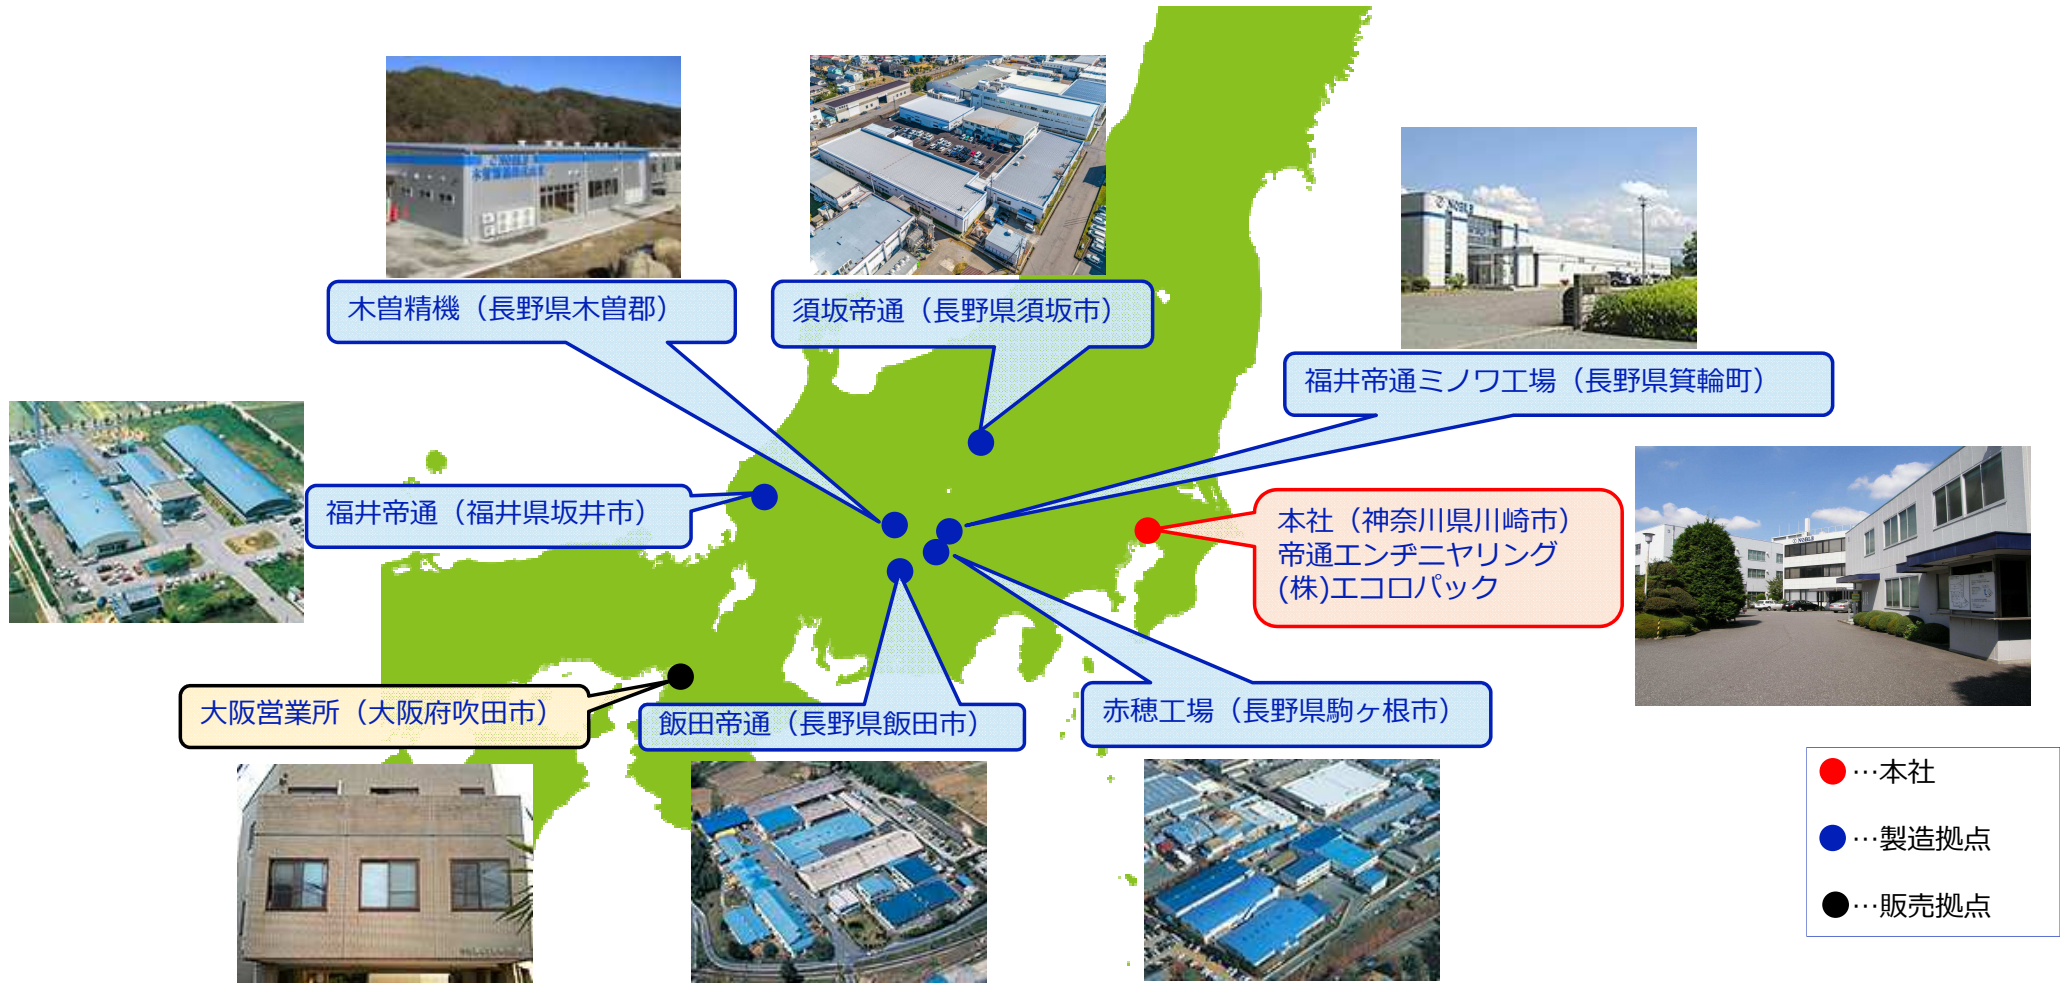 NOBLE
木曽精機（長野県木曽郡）
須坂帝通（長野県須坂市）
NOBLE
福井帝通ミノワ工場（長野県箕輪町）
福井帝通（福井県坂井市）
本社（神奈川県川崎市）
帝通エンヂニヤリング
(株)エコロパック
NOBLE
大阪営業所（大阪府吹田市）
飯田帝通（長野県飯田市）
赤穂工場（長野県駒ヶ根市）
…本社
…製造拠点
…販売拠点